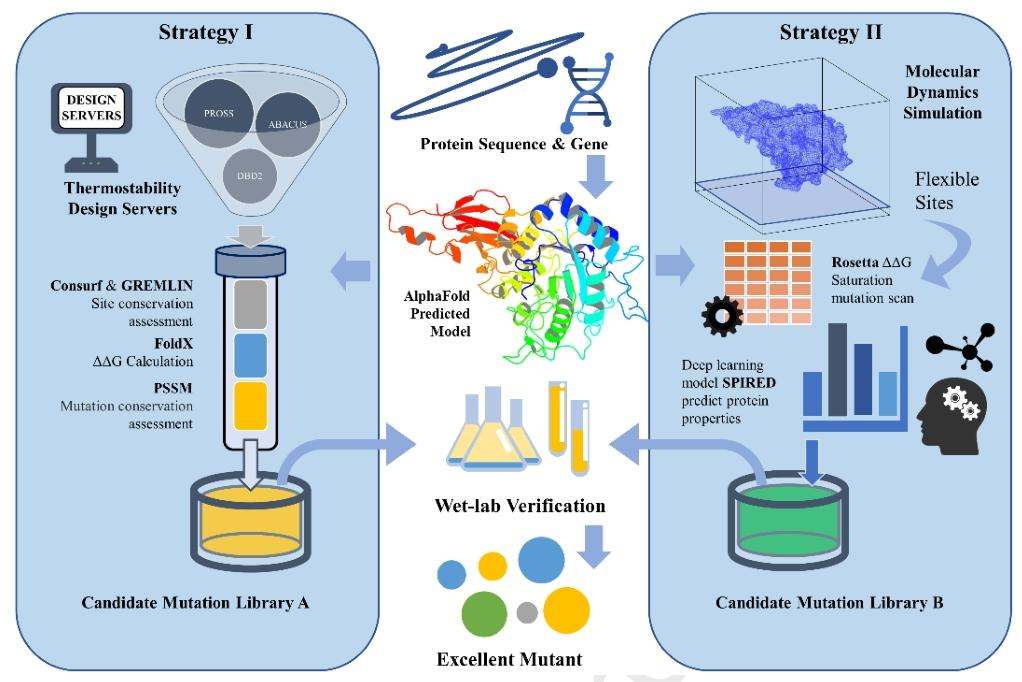 Strategy I
DESIGN
SERVERS
PROSS
ABACUS
DBD2
Thermostability
Design Servers
Consurf & GREMLIN
Site conservation
assessment
FoldX
ΔΔG Calculation
PSSM
Mutation conservation
assessment
Candidate Mutation Library A
Protein Sequence & Gene
AlphaFold
Predicted
Model
Wet-lab Verification
Excellent Mutant
Strategy II
Molecular
Dynamics
Simulation
Flexible
Sites
Rosetta ΔΔG
Saturation
mutation scan
Deep learning
model SPIRED
predict protein
properties
Candidate Mutation Library B